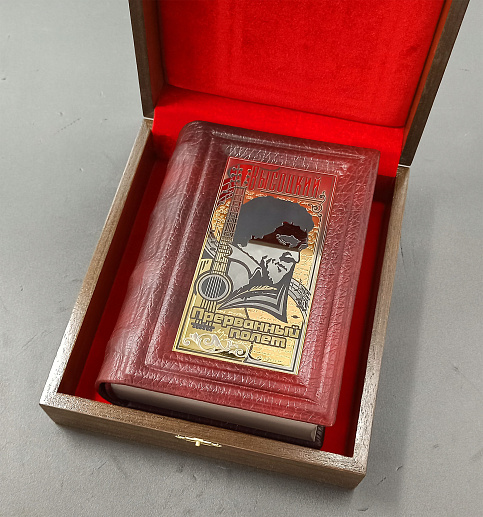 Высоцкий
Прерванный
полет